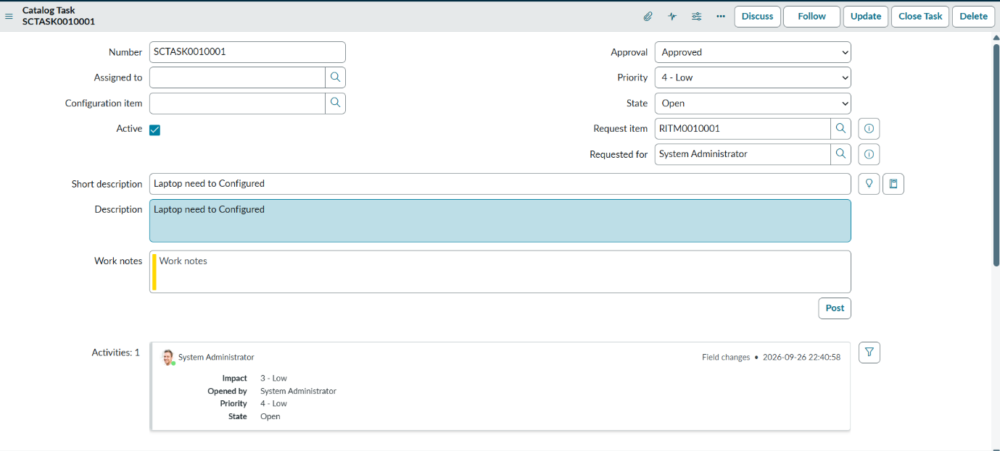 Catalog Task
SCTASK0010001
Discuss Follow Update Close Task Delete
Number SCTASK0010001
Approval Approved
Assigned to
Priority 4 - Low
Configuration item
State Open
Active
Request item RITM0010001
Requested for System Administrator
Short description Laptop need to Configured
Description Laptop need to Configured
Work notes Work notes
Post
Activities: 1
System Administrator Field changes • 2026-09-26 22:40:58
Impact 3 - Low
Opened by System Administrator
Priority 4 - Low
State Open